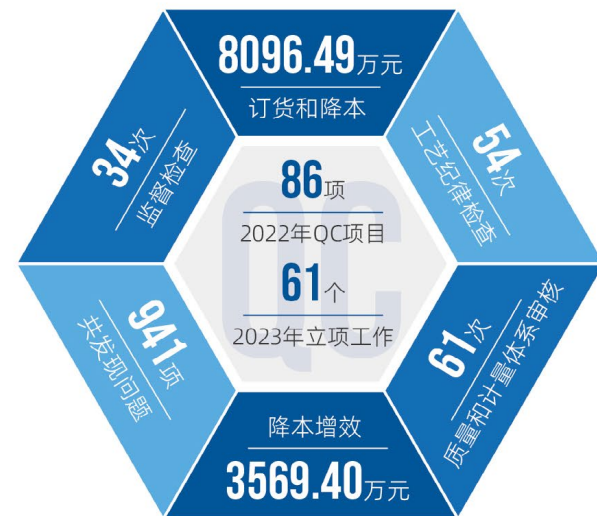 8096.49万元
订货和降本
54次
工艺纪律检查
61次
质量和计量体系审核
降本增效
3569.40万元
941项
共发现问题
34次
监督检查
QC
86项
2022年QC项目
61个
2023年立项工作